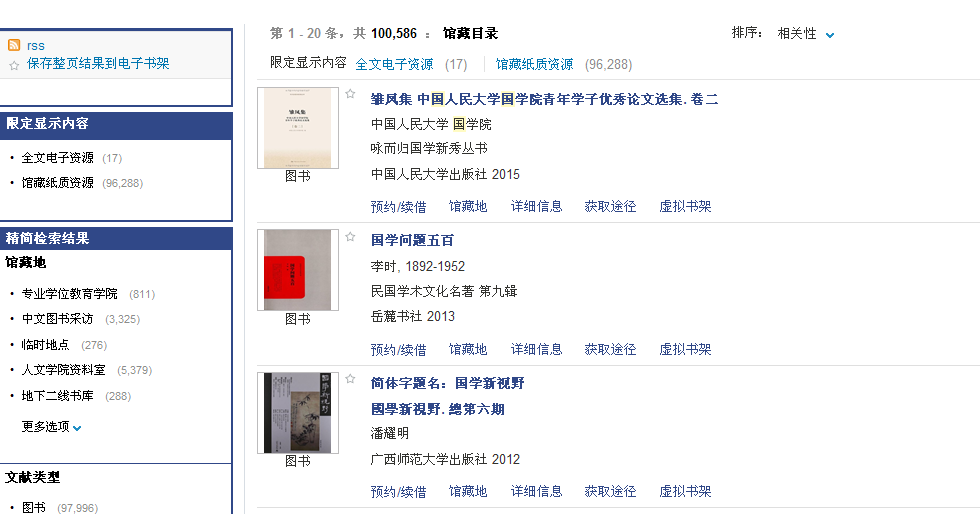 rss
保存整页结果到电子书架
限定显示内容
• 全文电子资源 (17)
• 馆藏纸质资源 (96,288)
精简检索结果
馆藏地
• 专业学位教育学院 (811)
• 中文图书采访 (3,325)
• 临时地点 (276)
• 人文学院资料室 (5,379)
• 地下二线书库 (288)
更多选项
文献类型
• 图书 (97,996)
第 1 - 20 条，共 100,586 ： 馆藏目录
排序： 相关性
限定显示内容 全文电子资源 (17) 馆藏纸质资源 (96,288)
雏凤集
图书
雏凤集 中国人民大学国学院青年学子优秀论文选集. 卷二
中国人民大学 国学院
咏而归国学新秀丛书
中国人民大学出版社 2015
预约/续借 馆藏地 详细信息 获取途径 虚拟书架
图书
国学问题五百
李时, 1892-1952
民国学术文化名著 第九辑
岳麓书社 2013
预约/续借 馆藏地 详细信息 获取途径 虚拟书架
國學新視野
图书
简体字题名：国学新视野
國學新視野. 總第六期
潘耀明
广西师范大学出版社 2012
预约/续借 馆藏地 详细信息 获取途径 虚拟书架